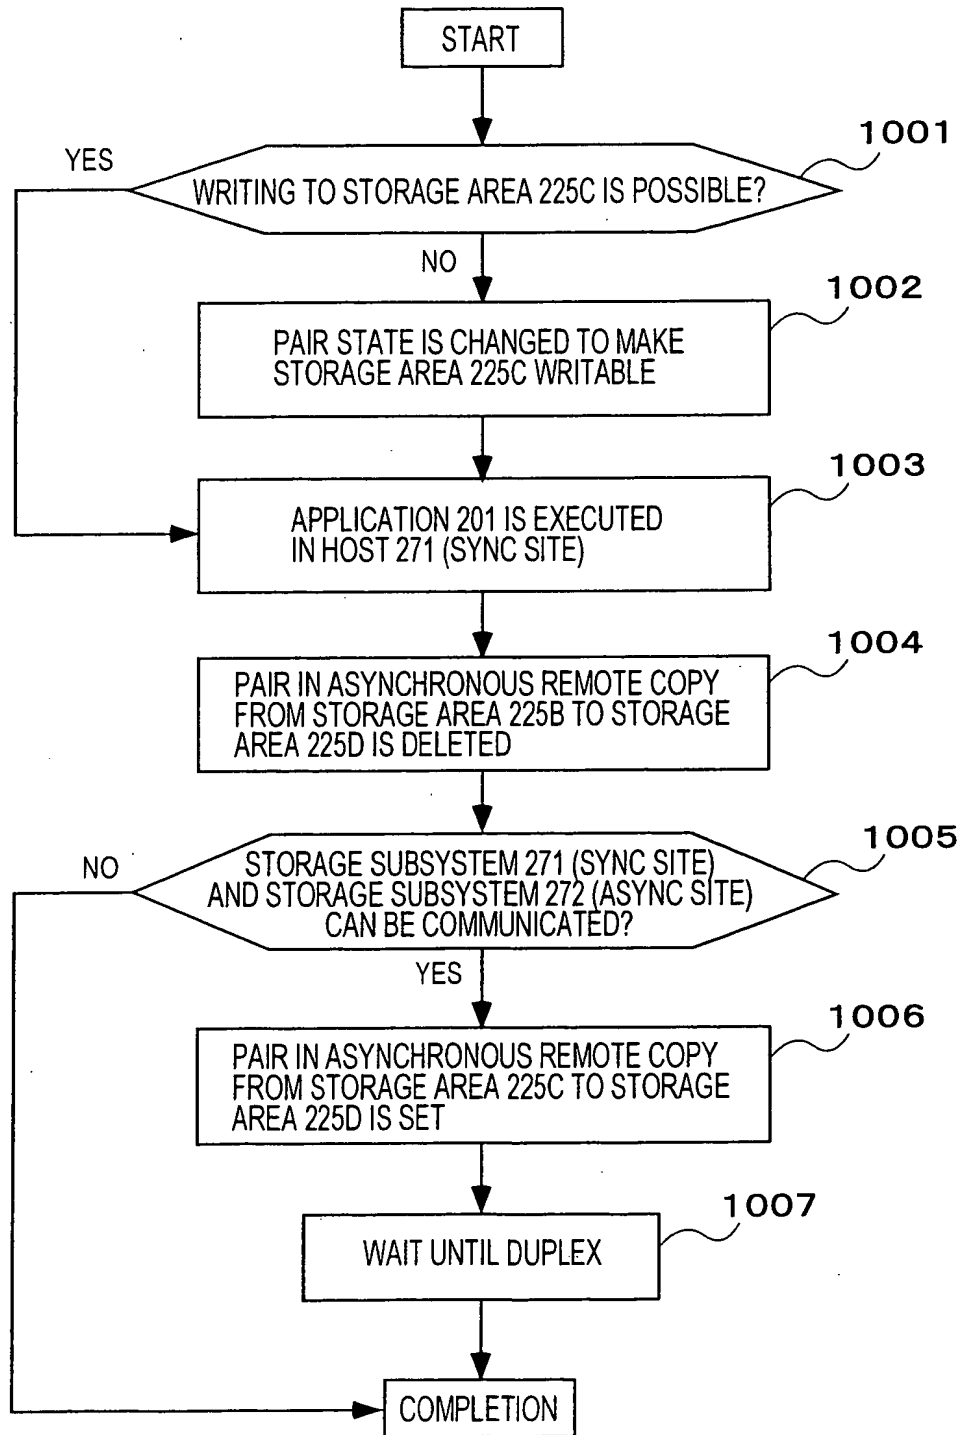 START
1001
YES
WRITING TO STORAGE AREA 225C IS POSSIBLE?
NO
1002
PAIR STATE IS CHANGED TO MAKE
STORAGE AREA 225C WRITABLE
1003
APPLICATION 201 IS EXECUTED
IN HOST 271 (SYNC SITE)
1004
PAIR IN ASYNCHRONOUS REMOTE COPY
FROM STORAGE AREA 225B TO STORAGE
AREA 225D IS DELETED
1005
NO
STORAGE SUBSYSTEM 271 (SYNC SITE)
AND STORAGE SUBSYSTEM 272 (ASYNC SITE)
CAN BE COMMUNICATED?
YES
1006
PAIR IN ASYNCHRONOUS REMOTE COPY
FROM STORAGE AREA 225C TO STORAGE
AREA 225D IS SET
1007
WAIT UNTIL DUPLEX
COMPLETION